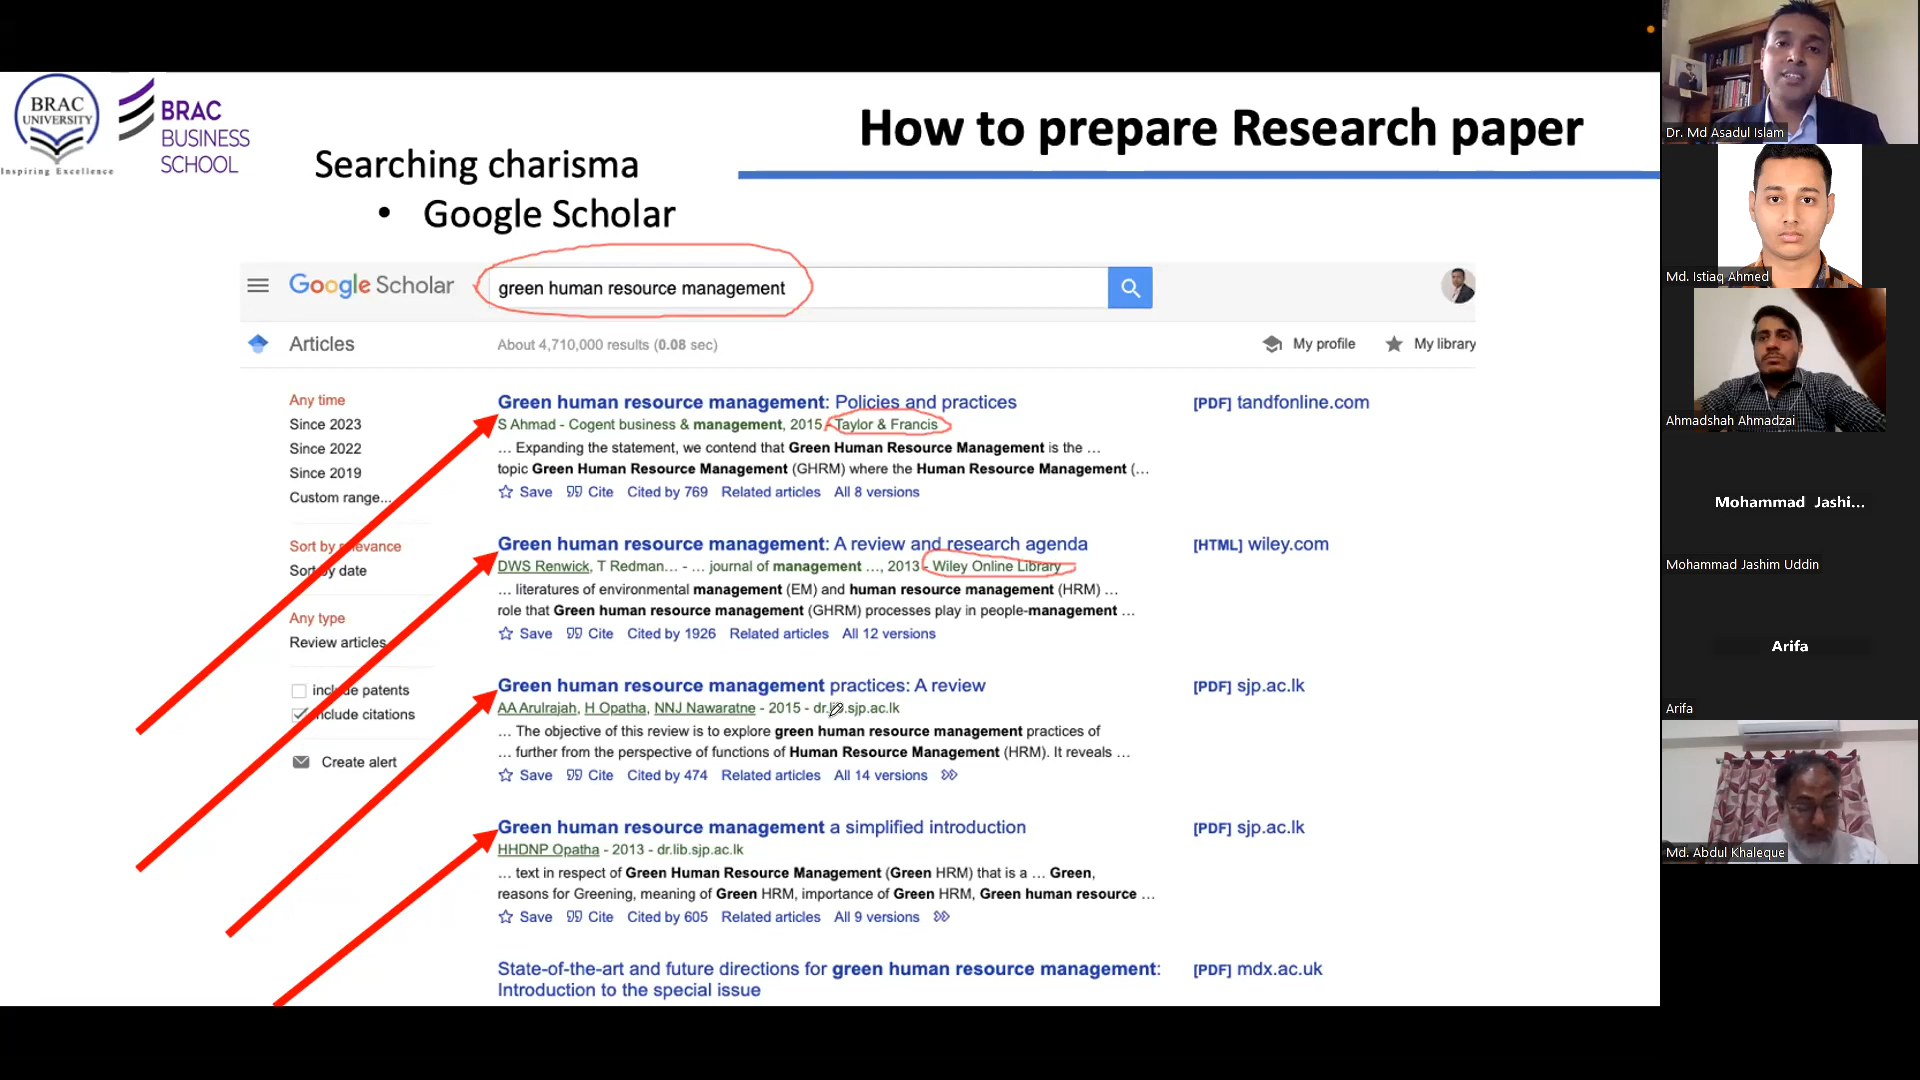 BRAC
UNIVERSITY
Inspiring Excellence
BRAC
BUSINESS
SCHOOL
How to prepare Research paper
Searching charisma
• Google Scholar
Google Scholar
green human resource management
Articles
About 4,710,000 results (0.08 sec)
My profile
My library
Any time
Since 2023
Since 2022
Since 2019
Custom range...
Sort by relevance
Sort by date
Any type
Review articles
include patents
include citations
Create alert
Green human resource management: Policies and practices
S Ahmad - Cogent business & management, 2015 - Taylor & Francis
… Expanding the statement, we contend that Green Human Resource Management is the …
topic Green Human Resource Management (GHRM) where the Human Resource Management (…
Save Cite Cited by 769 Related articles All 8 versions
[PDF] tandfonline.com
Green human resource management: A review and research agenda
DWS Renwick, T Redman… - … journal of management …, 2013 - Wiley Online Library
… literatures of environmental management (EM) and human resource management (HRM) …
role that Green human resource management (GHRM) processes play in people-management …
Save Cite Cited by 1926 Related articles All 12 versions
[HTML] wiley.com
Green human resource management practices: A review
AA Arulrajah, H Opatha, NNJ Nawaratne - 2015 - dr.lib.sjp.ac.lk
… The objective of this review is to explore green human resource management practices of
… further from the perspective of functions of Human Resource Management (HRM). It reveals …
Save Cite Cited by 474 Related articles All 14 versions
[PDF] sjp.ac.lk
Green human resource management a simplified introduction
HHDNP Opatha - 2013 - dr.lib.sjp.ac.lk
… text in respect of Green Human Resource Management (Green HRM) that is a … Green,
reasons for Greening, meaning of Green HRM, importance of Green HRM, Green human resource …
Save Cite Cited by 605 Related articles All 9 versions
[PDF] sjp.ac.lk
State-of-the-art and future directions for green human resource management:
Introduction to the special issue
[PDF] mdx.ac.uk
Dr. Md Asadul Islam
Md. Istiaq Ahmed
Ahmadshah Ahmadzai
Mohammad Jashi...
Mohammad Jashim Uddin
Arifa
Arifa
Md. Abdul Khaleque